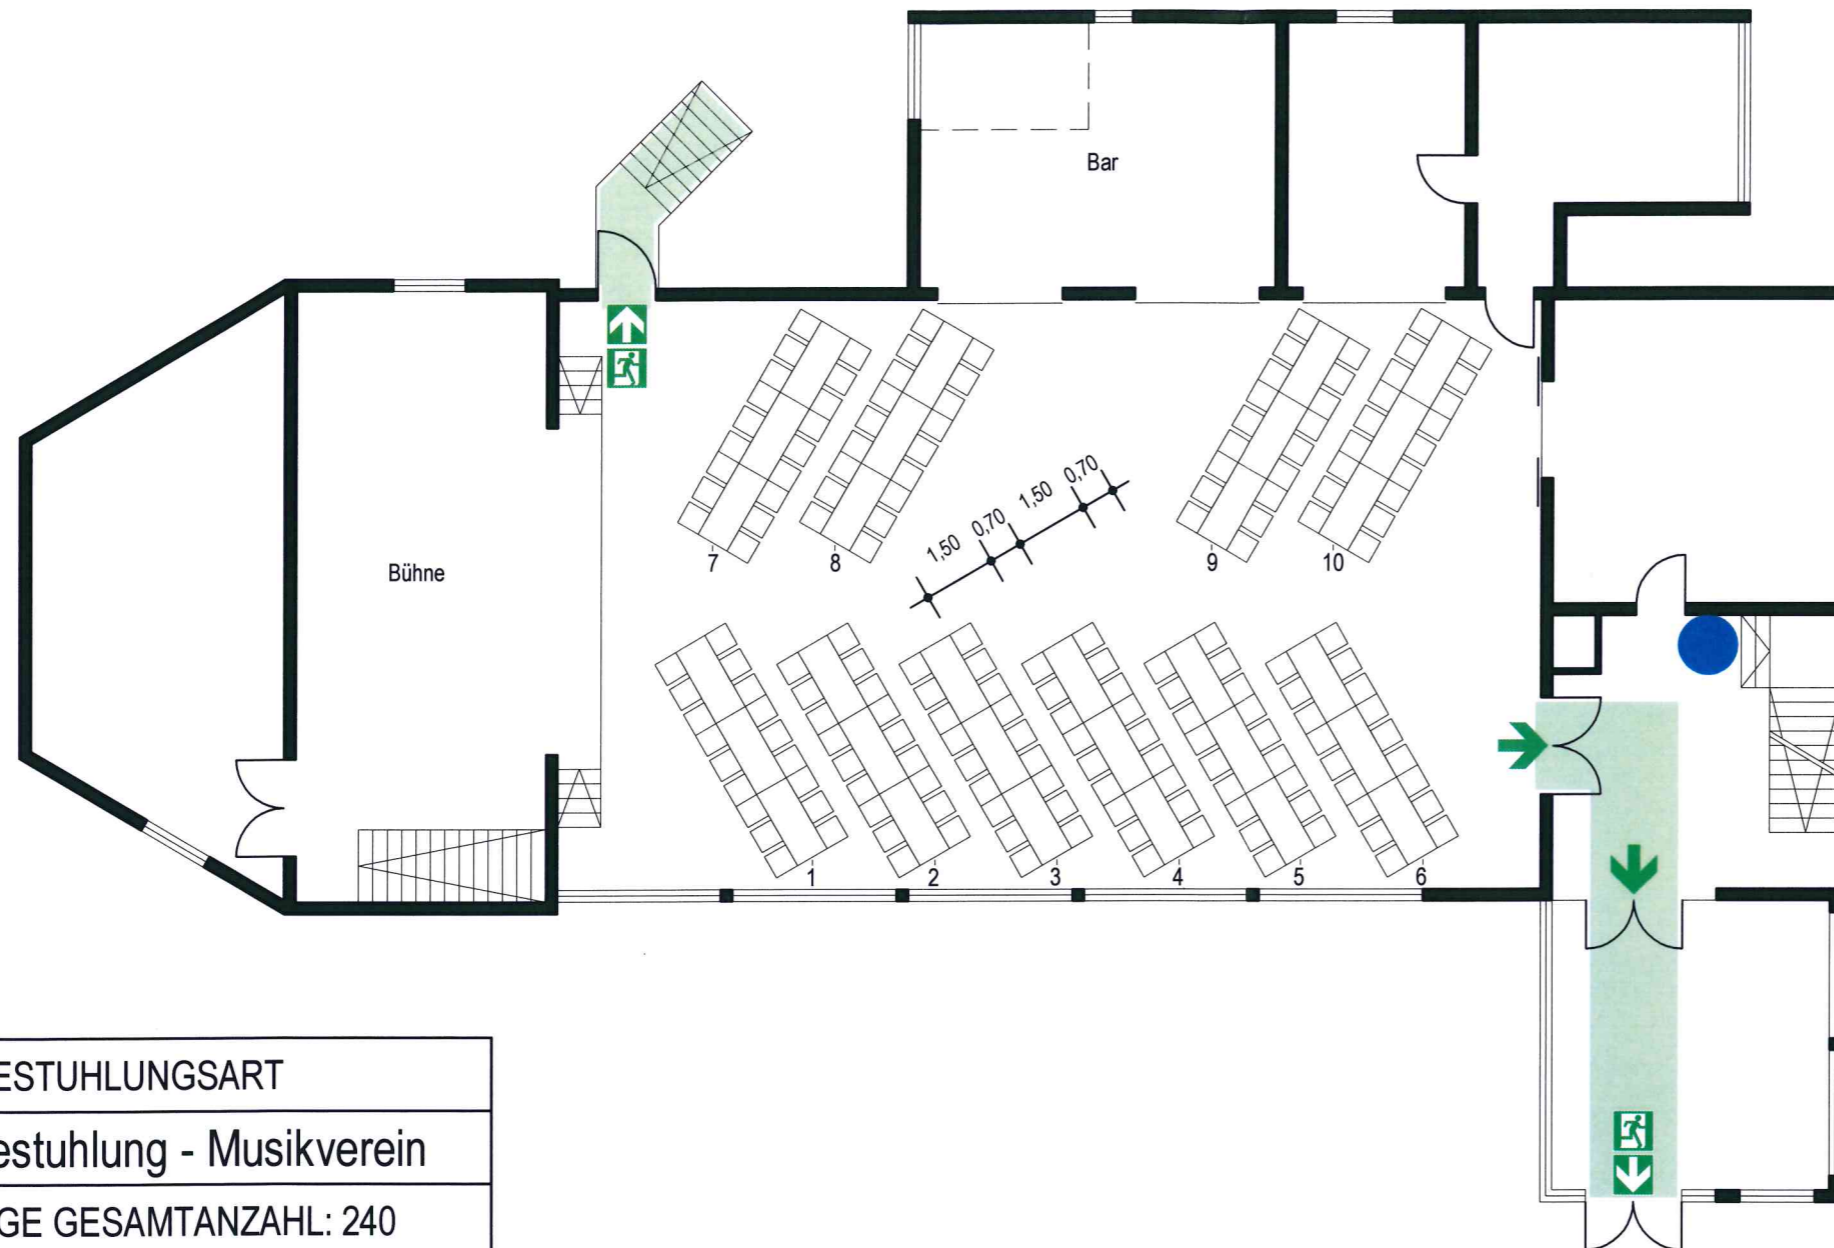 Bar
Bühne
7
8
9
10
1,50
0,70
1,50
0,70
1
2
3
4
5
6
ESTUHLUNGSART
estuhlung - Musikverein
GE GESAMTANZAHL: 240